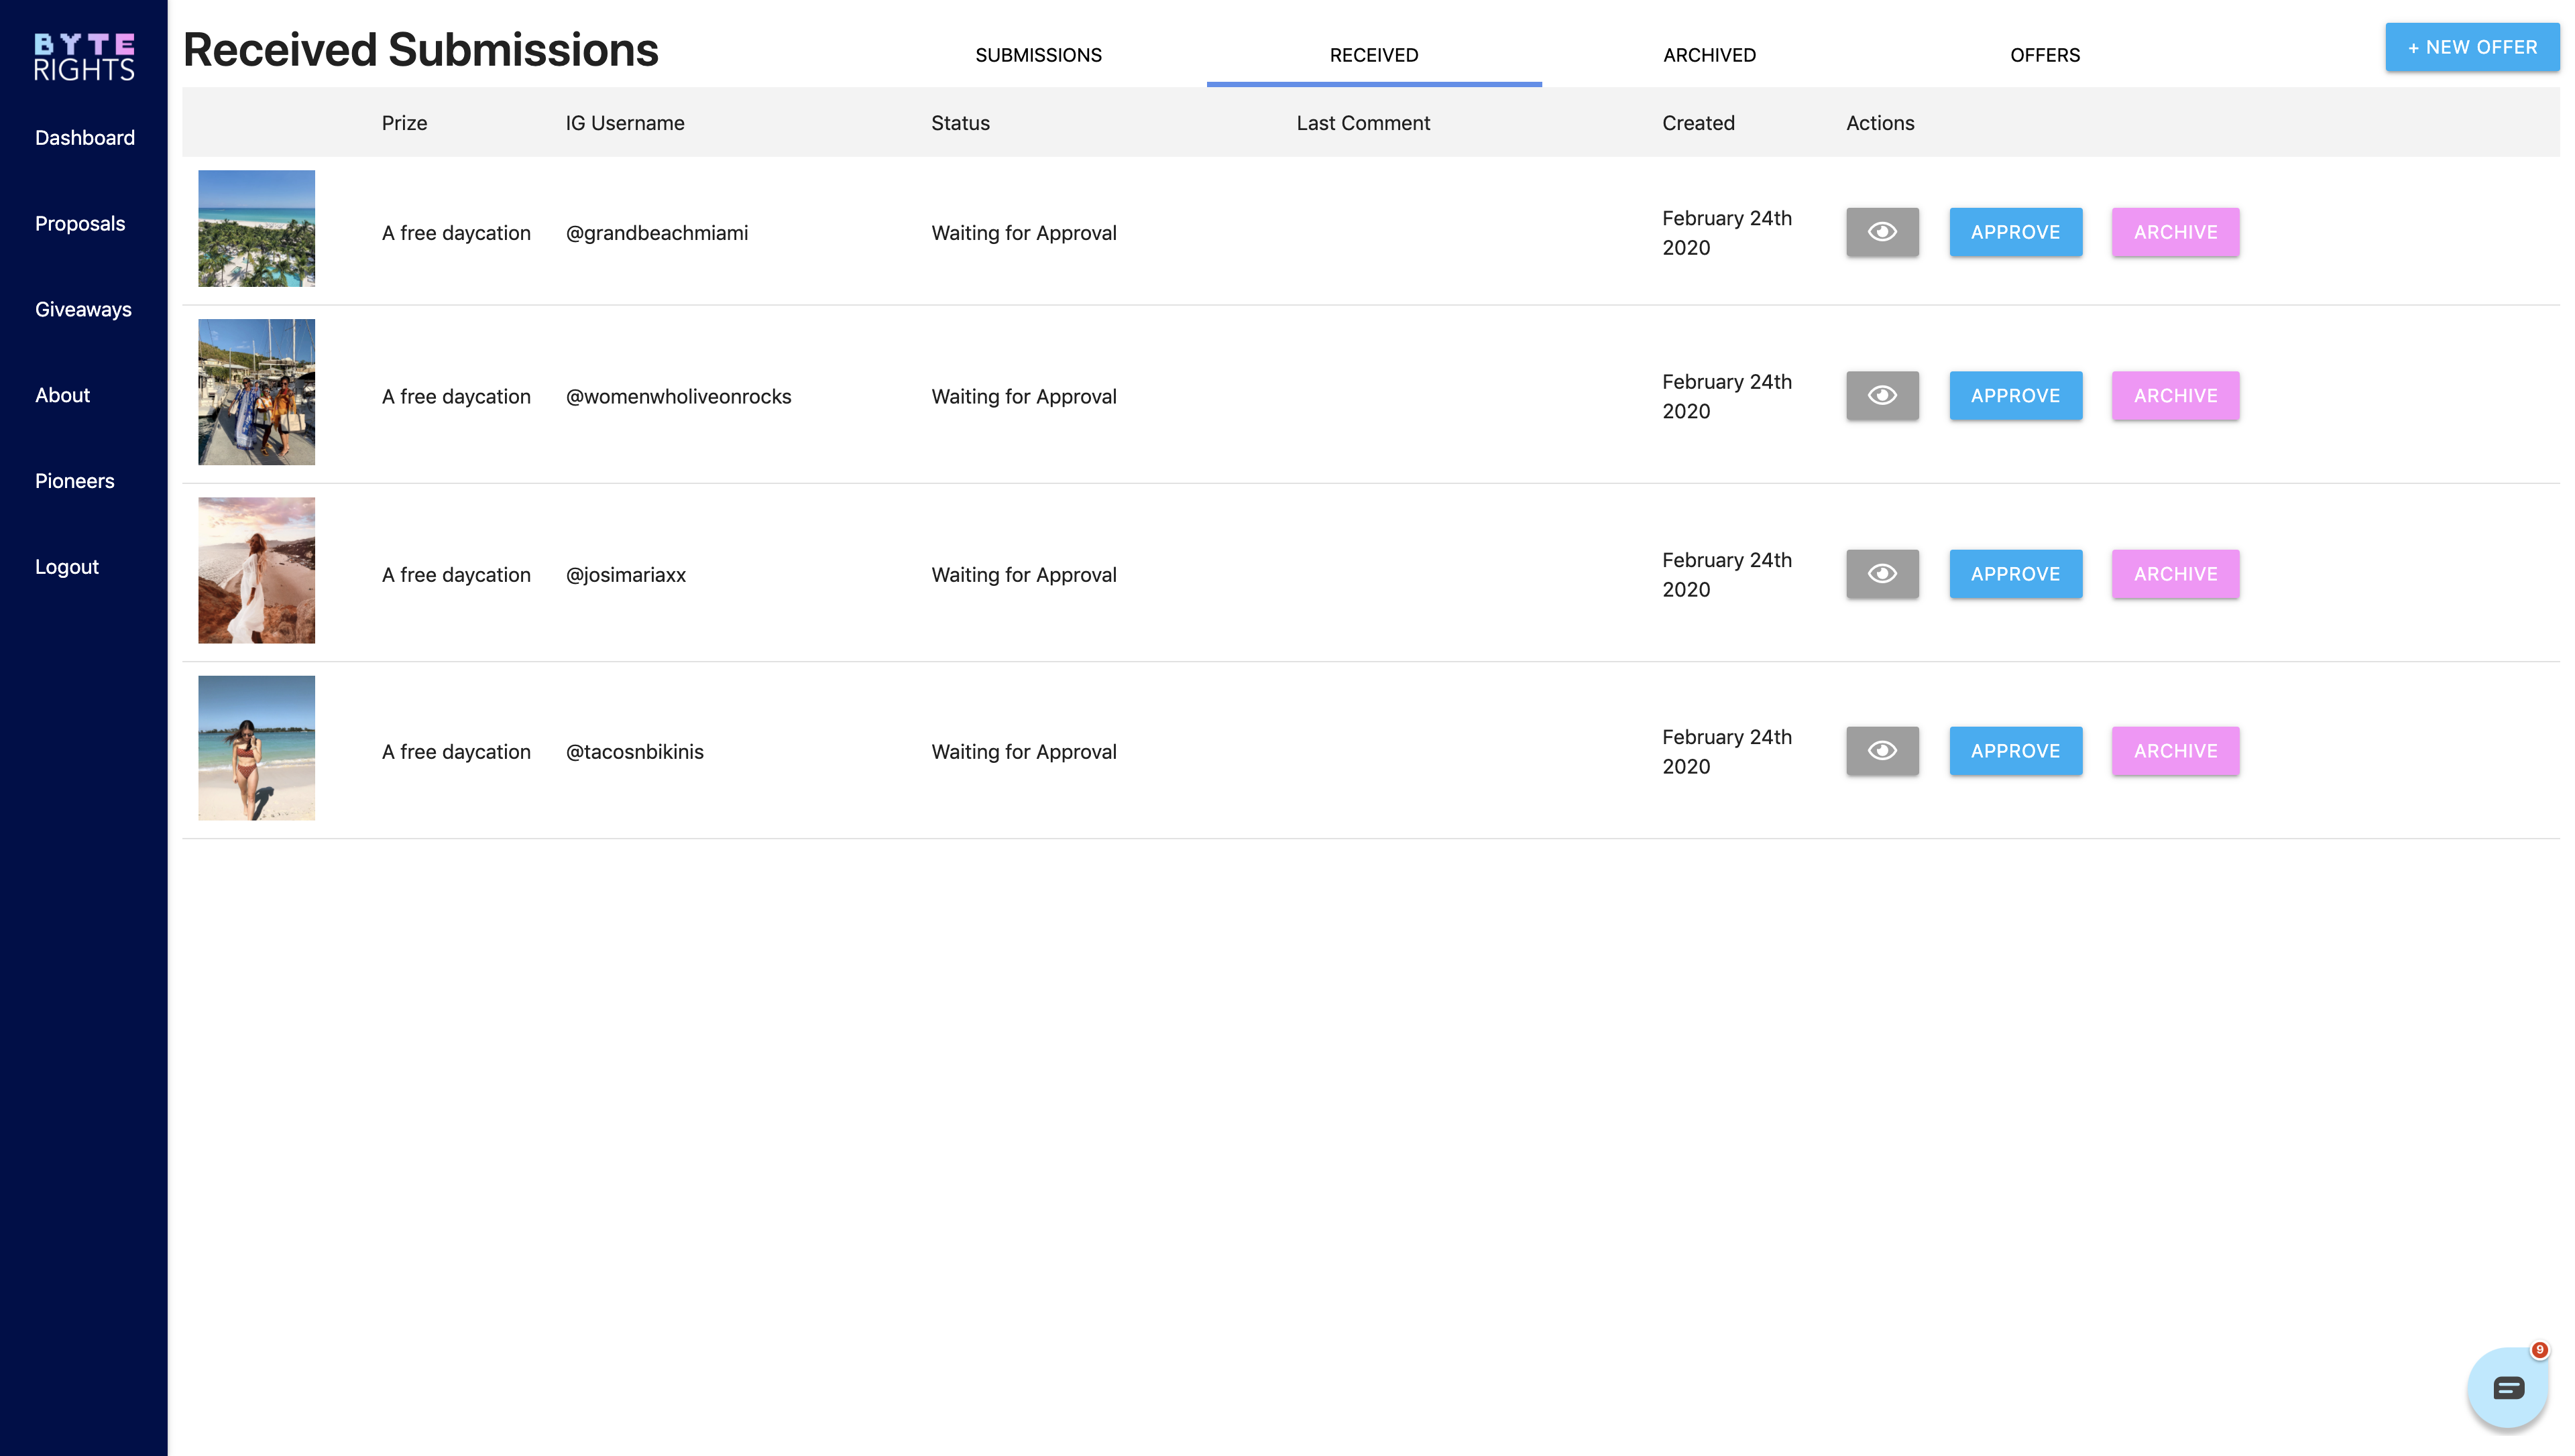 BYTE
RIGHTS
Dashboard
Proposals
Giveaways
About
Pioneers
Logout
Received Submissions
SUBMISSIONS
RECEIVED
ARCHIVED
OFFERS
+ NEW OFFER
Prize
IG Username
Status
Last Comment
Created
Actions
A free daycation
@grandbeachmiami
Waiting for Approval
February 24th
2020
APPROVE
ARCHIVE
A free daycation
@womenwholiveonrocks
Waiting for Approval
February 24th
2020
APPROVE
ARCHIVE
A free daycation
@josimariaxx
Waiting for Approval
February 24th
2020
APPROVE
ARCHIVE
A free daycation
@tacosnbikinis
Waiting for Approval
February 24th
2020
APPROVE
ARCHIVE
9